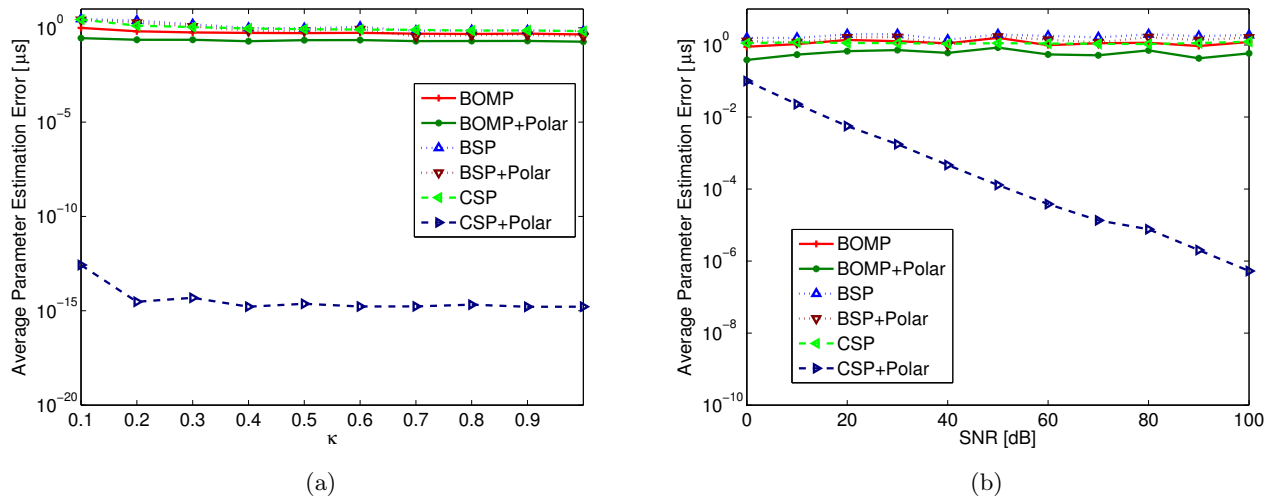 Average Parameter Estimation Error [μs]
10^0
10^-5
10^-10
10^-15
10^-20
0.1 0.2 0.3 0.4 0.5 0.6 0.7 0.8 0.9
κ
BOMP
BOMP+Polar
BSP
BSP+Polar
CSP
CSP+Polar
(a)
Average Parameter Estimation Error [μs]
10^0
10^-2
10^-4
10^-6
10^-8
10^-10
0 20 40 60 80 100
SNR [dB]
BOMP
BOMP+Polar
BSP
BSP+Polar
CSP
CSP+Polar
(b)